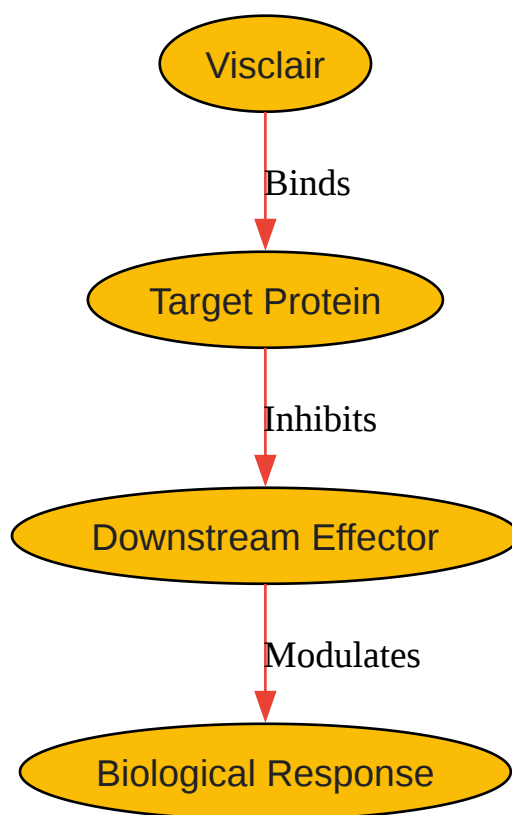 Visclair
Binds
Target Protein
Inhibits
Downstream Effector
Modulates
Biological Response